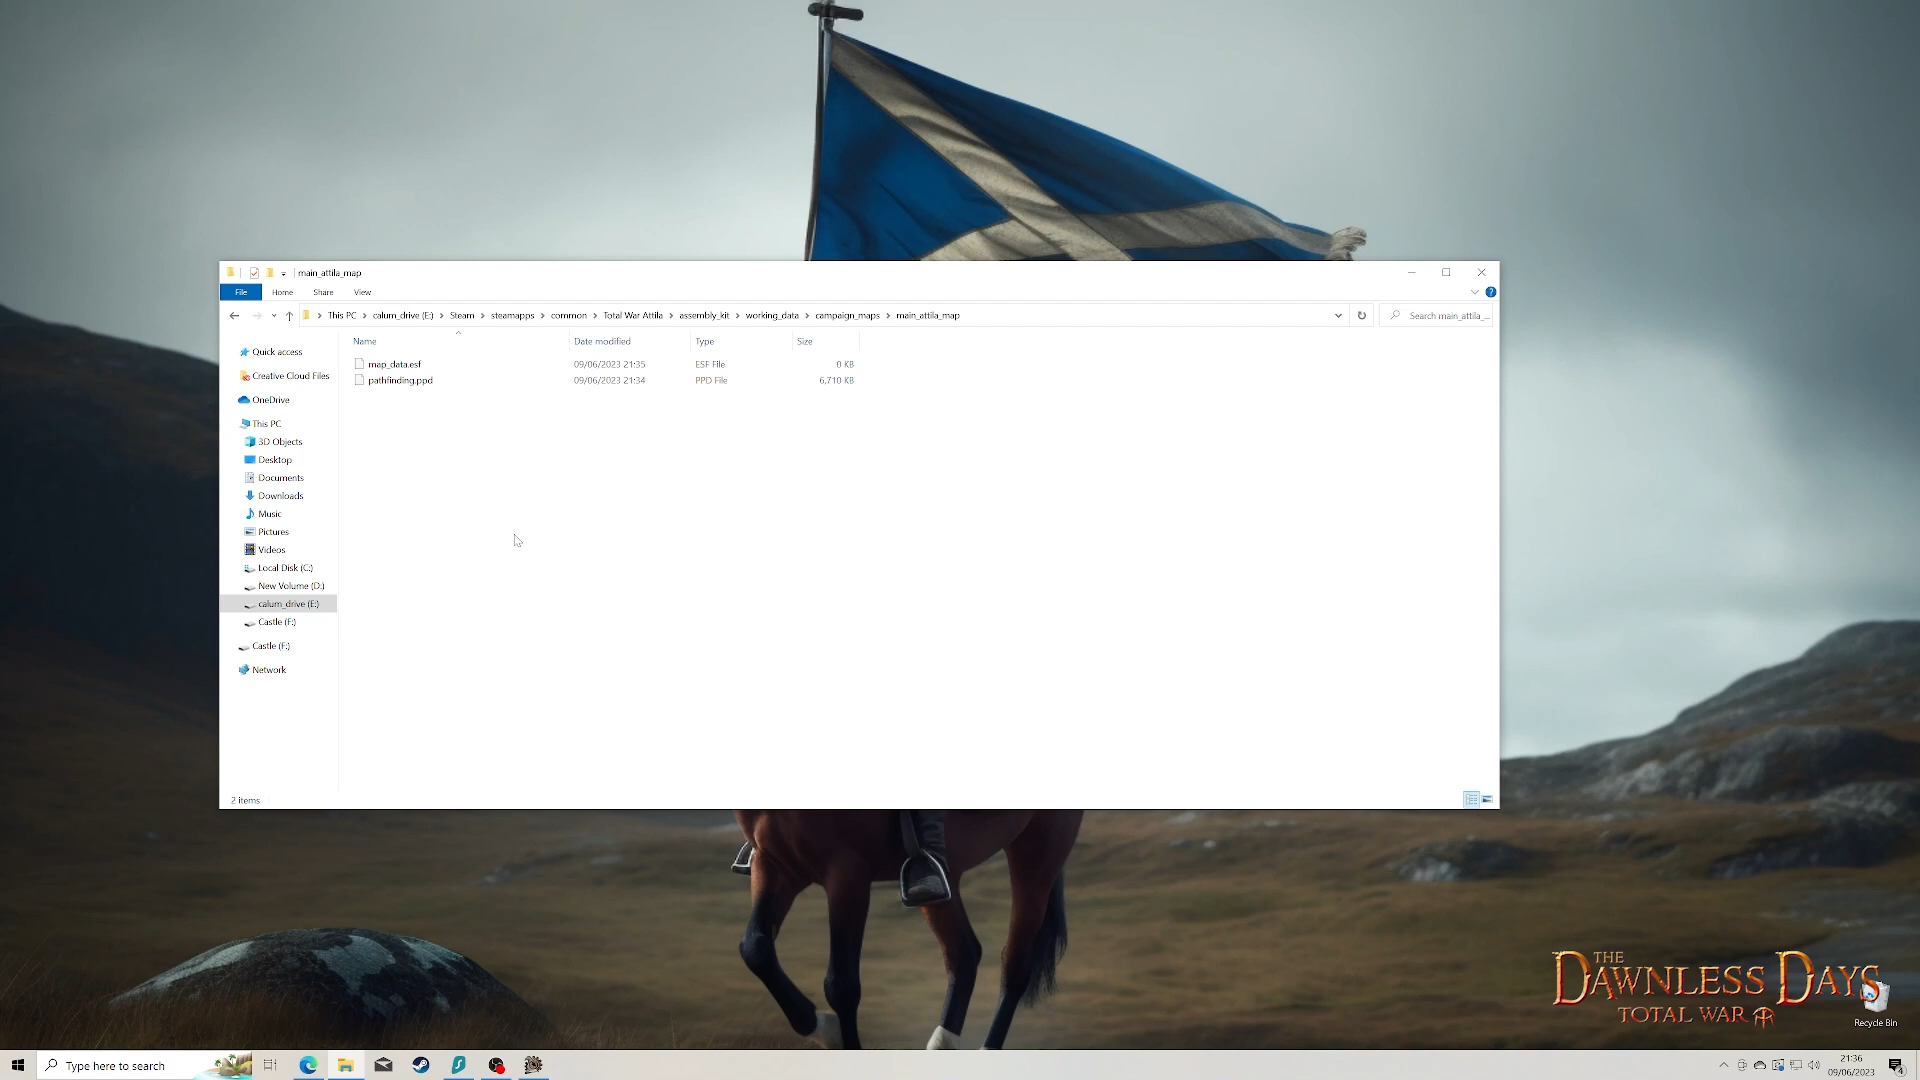 main_attila_map
File Home Share View
This PC calum_drive (E:) Steam steamapps common Total War Attila assembly_kit working_data campaign_maps main_attila_map
Search main_attila_...
Name Date modified Type Size
map_data.esf 09/06/2023 21:35 ESF File 0 KB
pathfinding.ppd 09/06/2023 21:34 PPD File 6,710 KB
Quick access
Creative Cloud Files
OneDrive
This PC
3D Objects
Desktop
Documents
Downloads
Music
Pictures
Videos
Local Disk (C:)
New Volume (D:)
calum_drive (E:)
Castle (F:)
Castle (F:)
Network
2 items
THE
DAWNLESS DAYS
TOTAL WAR
Recycle Bin
Type here to search
21:36
09/06/2023
4